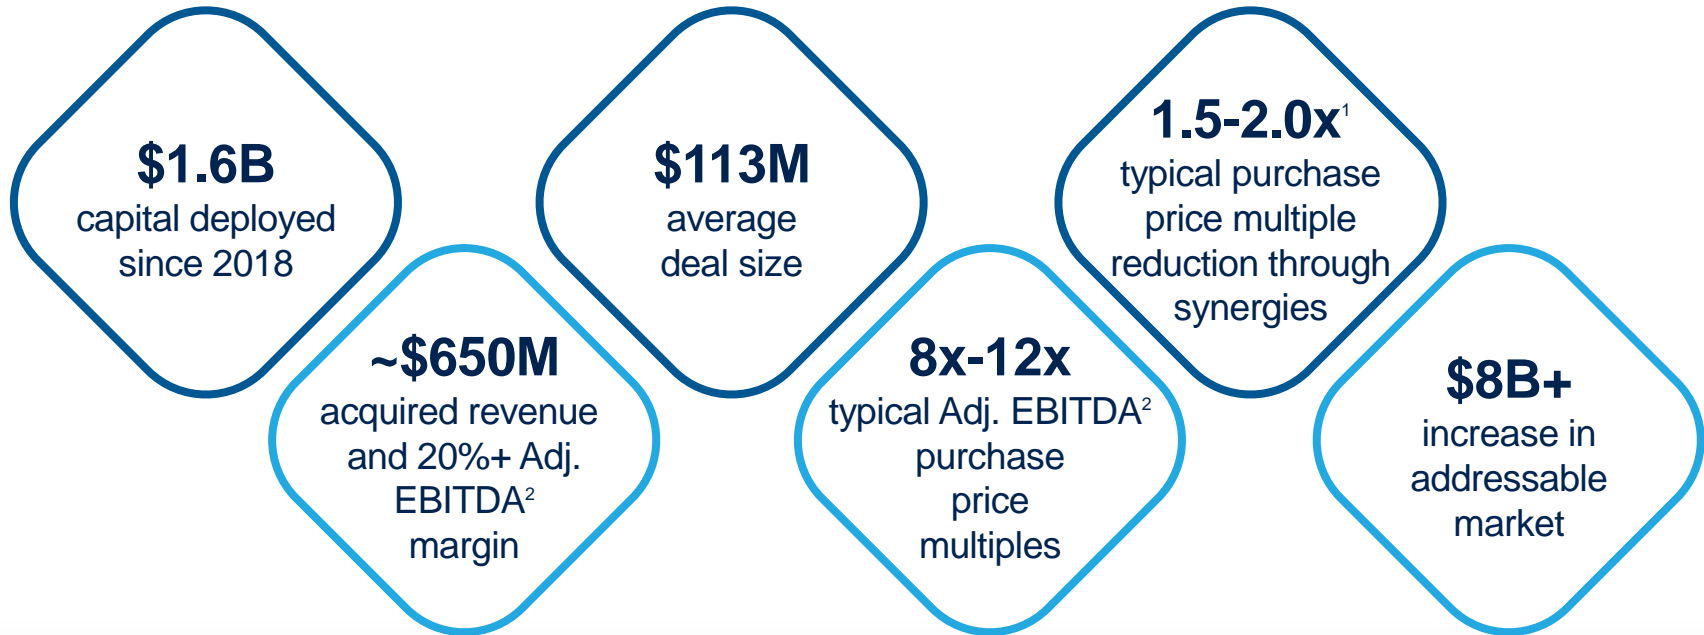 $1.6B
capital deployed
since 2018
~$650M
acquired revenue
and 20%+ Adj.
EBITDA²
margin
$113M
average
deal size
8x-12x
typical Adj. EBITDA²
purchase
price
multiples
1.5-2.0x¹
typical purchase
price multiple
reduction through
synergies
$8B+
increase in
addressable
market